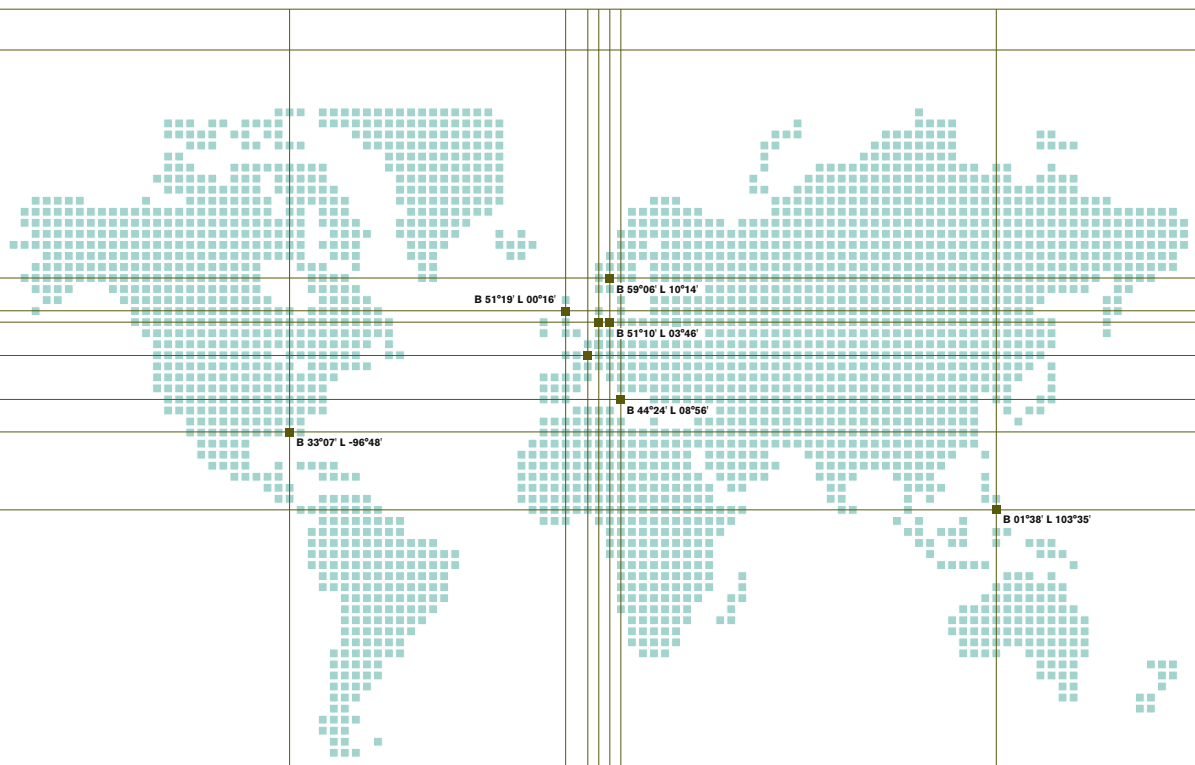 B 59°06' L 10°14'
B 51°19' L 00°16'
B 51°10' L 03°46'
B 44°24' L 08°56'
B 33°07' L -96°48'
B 01°38' L 103°35'